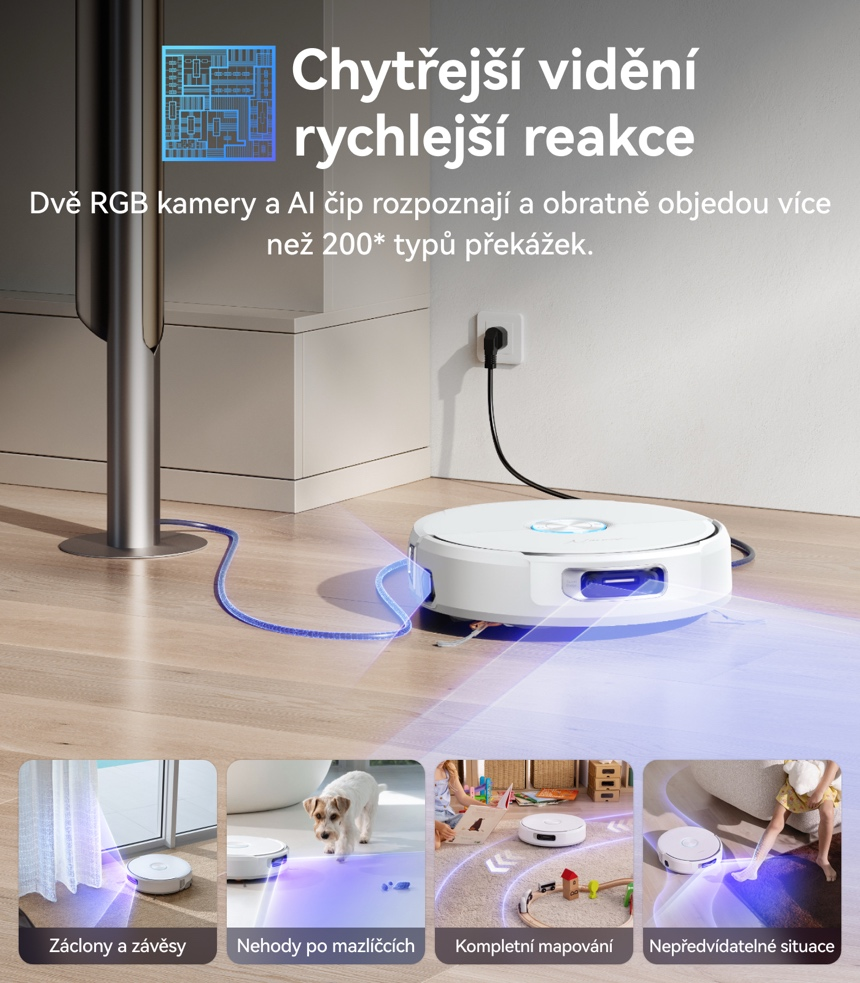 Chytřejší vidění
rychlejší reakce
Dvě RGB kamery a AI čip rozpoznají a obratně objedou více
než 200* typů překážek.
Záclony a závěsy
Nehody po mazlíčcích
Kompletní mapování
Nepředvídatelné situace